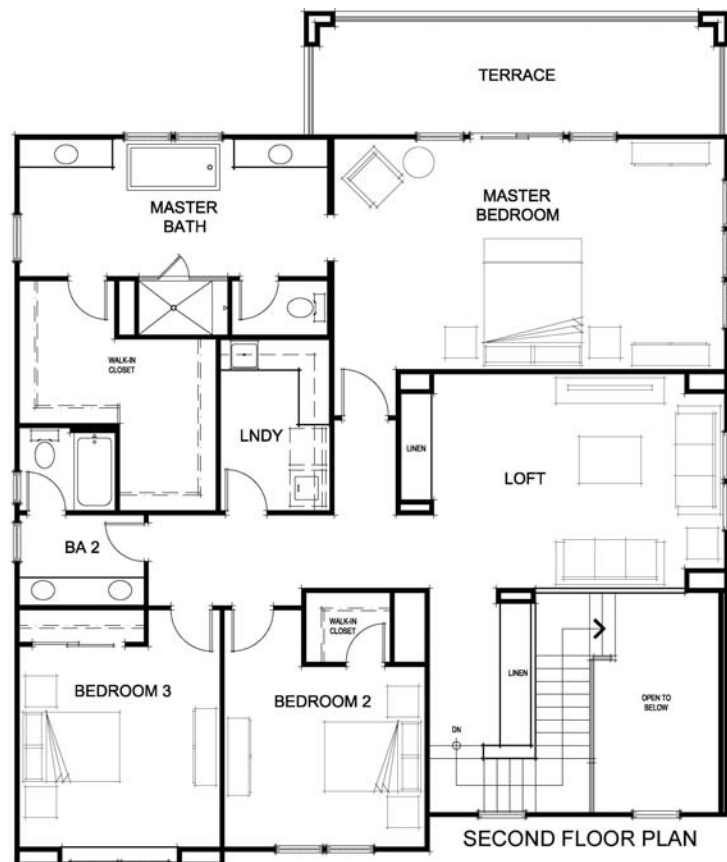 TERRACE
MASTER
BATH
MASTER
BEDROOM
WALK-IN
CLOSET
LNDY
LINEN
LOFT
BA 2
WALK-IN
CLOSET
BEDROOM 3
BEDROOM 2
LINEN
OPEN TO
BELOW
DN
SECOND FLOOR PLAN